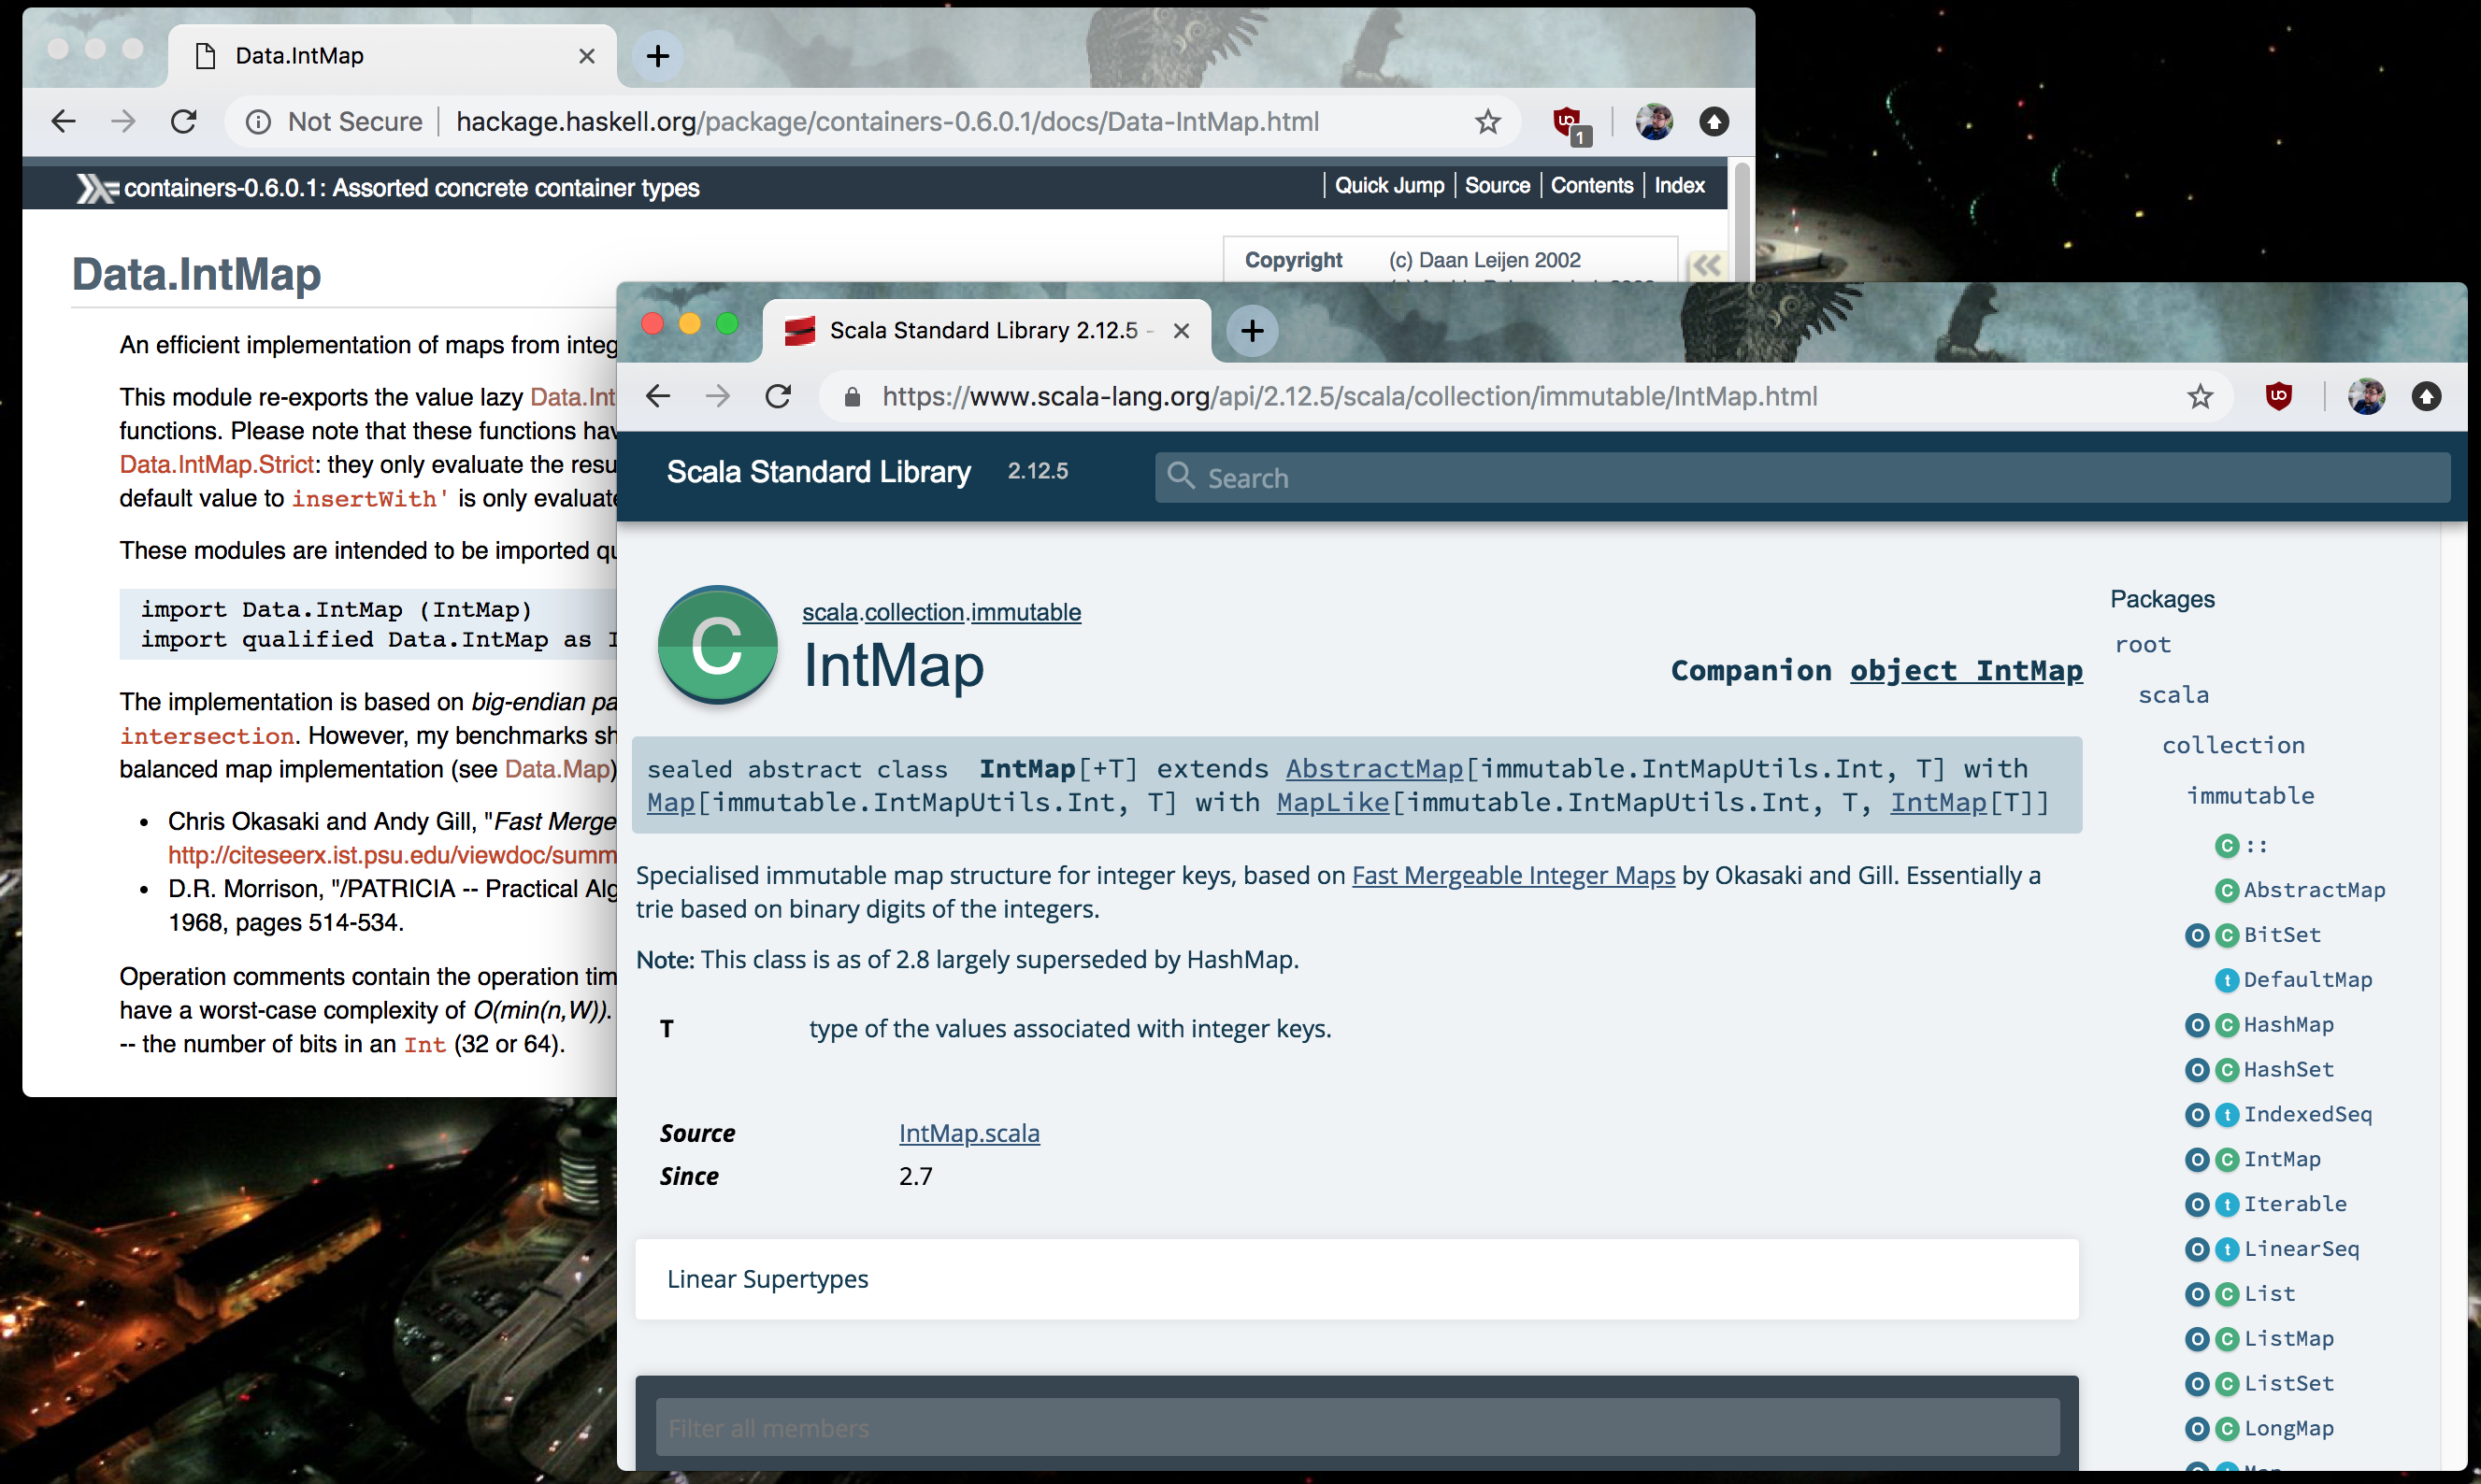 Data.IntMap
Not Secure
hackage.haskell.org/package/containers-0.6.0.1/docs/Data-IntMap.html
1
containers-0.6.0.1: Assorted concrete container types
Quick Jump
Source
Contents
Index
Data.IntMap
Copyright (c) Daan Leijen 2002
An efficient implementation of maps from
This module re-exports the value lazy Data.Int
functions. Please note that these functions
Data.IntMap.Strict: they only evaluate the
default value to insertWith' is only
These modules are intended to be imported
import Data.IntMap (IntMap)
import qualified Data.IntMap as
The implementation is based on big-endian
intersection. However, my benchmarks
balanced map implementation (see Data.Map)
• Chris Okasaki and Andy Gill, "Fast
http://citeseerx.ist.psu.edu/viewdoc/summ
• D.R. Morrison, "/PATRICIA -- Practical
1968, pages 514-534.
Operation comments contain the operation
have a worst-case complexity of O(min(n,W)).
-- the number of bits in an Int (32 or 64).
Scala Standard Library 2.12.5 -
https://www.scala-lang.org/api/2.12.5/scala/collection/immutable/IntMap.html
Scala Standard Library 2.12.5
Search
C
scala.collection.immutable
IntMap
Companion object IntMap
sealed abstract class IntMap[+T] extends AbstractMap[immutable.IntMapUtils.Int, T] with
Map[immutable.IntMapUtils.Int, T] with MapLike[immutable.IntMapUtils.Int, T, IntMap[T]]
Specialised immutable map structure for integer keys, based on Fast Mergeable Integer Maps by Okasaki and Gill. Essentially a
trie based on binary digits of the integers.
Note: This class is as of 2.8 largely superseded by HashMap.
T type of the values associated with integer keys.
Source IntMap.scala
Since 2.7
Linear Supertypes
Filter all members
Packages
root
scala
collection
immutable
C ::
C AbstractMap
O C BitSet
t DefaultMap
O C HashMap
O C HashSet
O t IndexedSeq
O C IntMap
O t Iterable
O t LinearSeq
O C List
O C ListMap
O C ListSet
O C LongMap